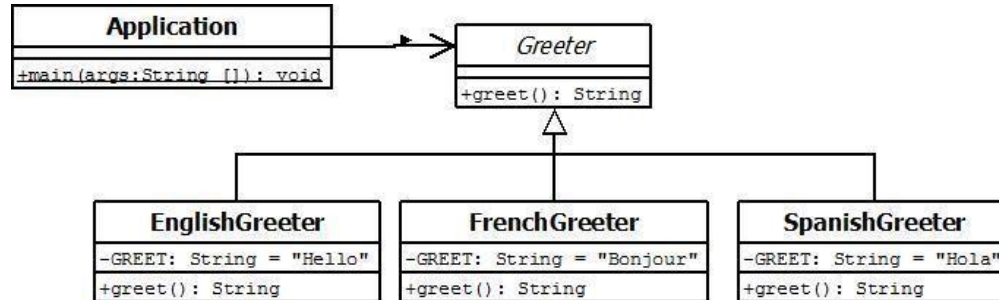 Application
+main(args:String []): void
Greeter
+greet(): String
EnglishGreeter
-GREET: String = "Hello"
+greet(): String
FrenchGreeter
-GREET: String = "Bonjour"
+greet(): String
SpanishGreeter
-GREET: String = "Hola"
+greet(): String